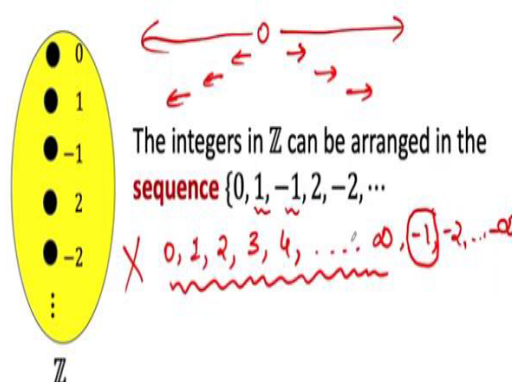 0
0
1
-1
2
-2
⋮
ℤ
The integers in ℤ can be arranged in the
sequence {0, 1, −1, 2, −2, ⋯
X 0, 1, 2, 3, 4, ..... ∞, -1, -2, ... -∞